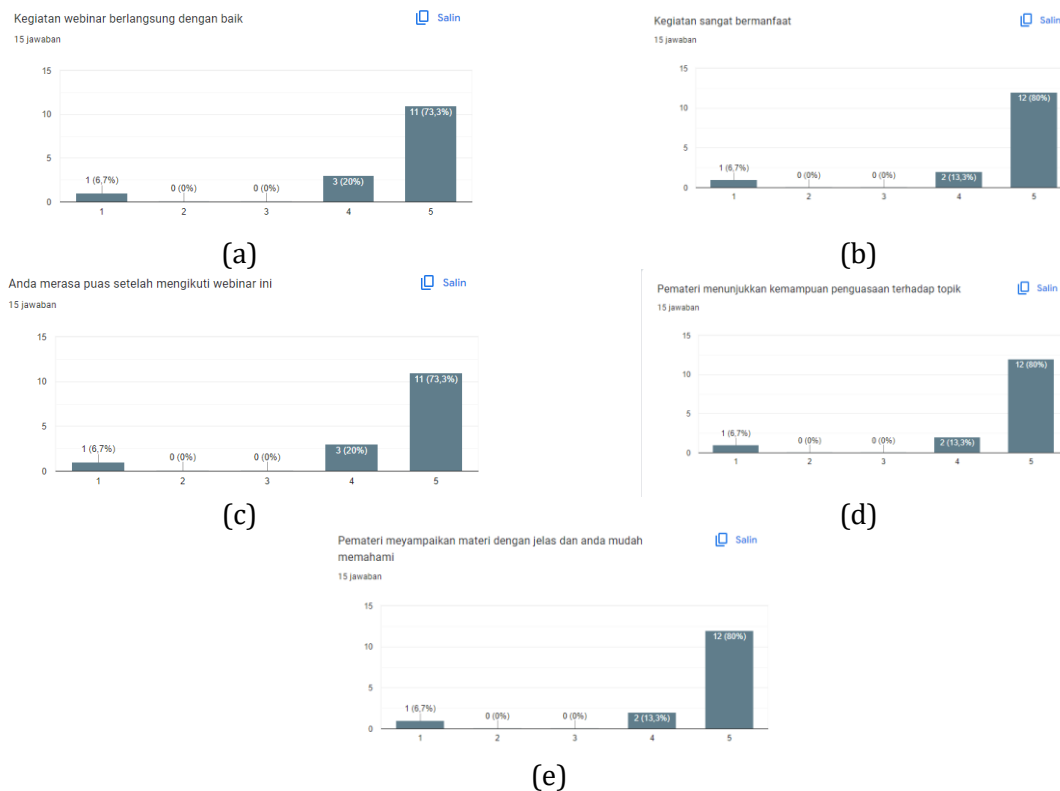 Kegiatan webinar berlangsung dengan baik
Salin
15 jawaban
15
10
5
0
1 (6,7%)
0 (0%)
0 (0%)
3 (20%)
11 (73,3%)
1 2 3 4 5
(a)
Kegiatan sangat bermanfaat
Salin
15 jawaban
15
10
5
0
1 (6,7%)
0 (0%)
0 (0%)
2 (13,3%)
12 (80%)
1 2 3 4 5
(b)
Anda merasa puas setelah mengikuti webinar ini
Salin
15 jawaban
15
10
5
0
1 (6,7%)
0 (0%)
0 (0%)
3 (20%)
11 (73,3%)
1 2 3 4 5
(c)
Pemateri menunjukkan kemampuan penguasaan terhadap topik
Salin
15 jawaban
15
10
5
0
1 (6,7%)
0 (0%)
0 (0%)
2 (13,3%)
12 (80%)
1 2 3 4 5
(d)
Pemateri meyampaikan materi dengan jelas dan anda mudah
memahami
Salin
15 jawaban
15
10
5
0
1 (6,7%)
0 (0%)
0 (0%)
2 (13,3%)
12 (80%)
1 2 3 4 5
(e)